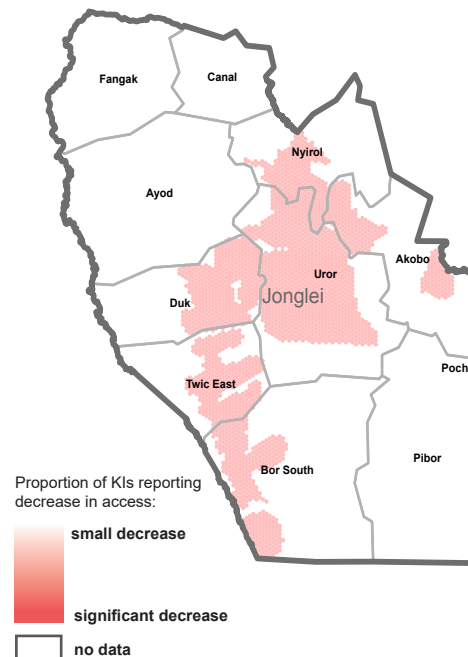 Fangak
Canal
Nyirol
Ayod
Akobo
Uror
Duk
Jonglei
Poch
Twic East
Pibor
Bor South
Proportion of KIs reporting
decrease in access:
small decrease
significant decrease
no data